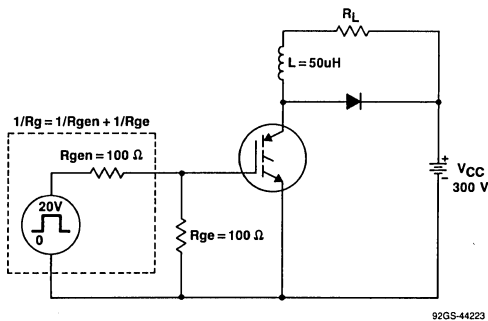 RL
L = 50uH
1/Rg = 1/Rgen + 1/Rge
Rgen = 100 Ω
+
VCC
300 V
−
20V
0
Rge = 100 Ω
92GS-44223